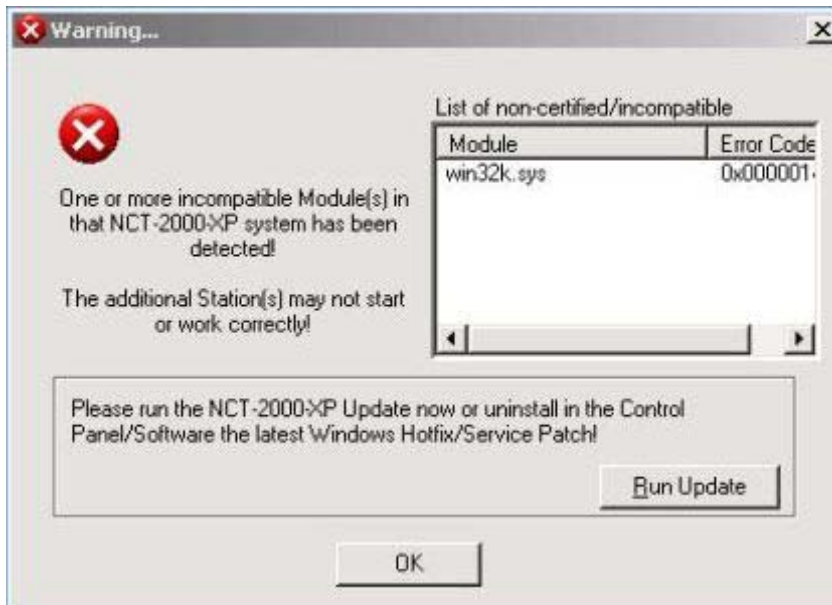 Warning...
List of non-certified/incompatible
Module Error Code
win32k.sys 0x000001
One or more incompatible Module(s) in
that NCT-2000-XP system has been
detected!
The additional Station(s) may not start
or work correctly!
Please run the NCT-2000-XP Update now or uninstall in the Control
Panel/Software the latest Windows Hotfix/Service Patch!
Run Update
OK